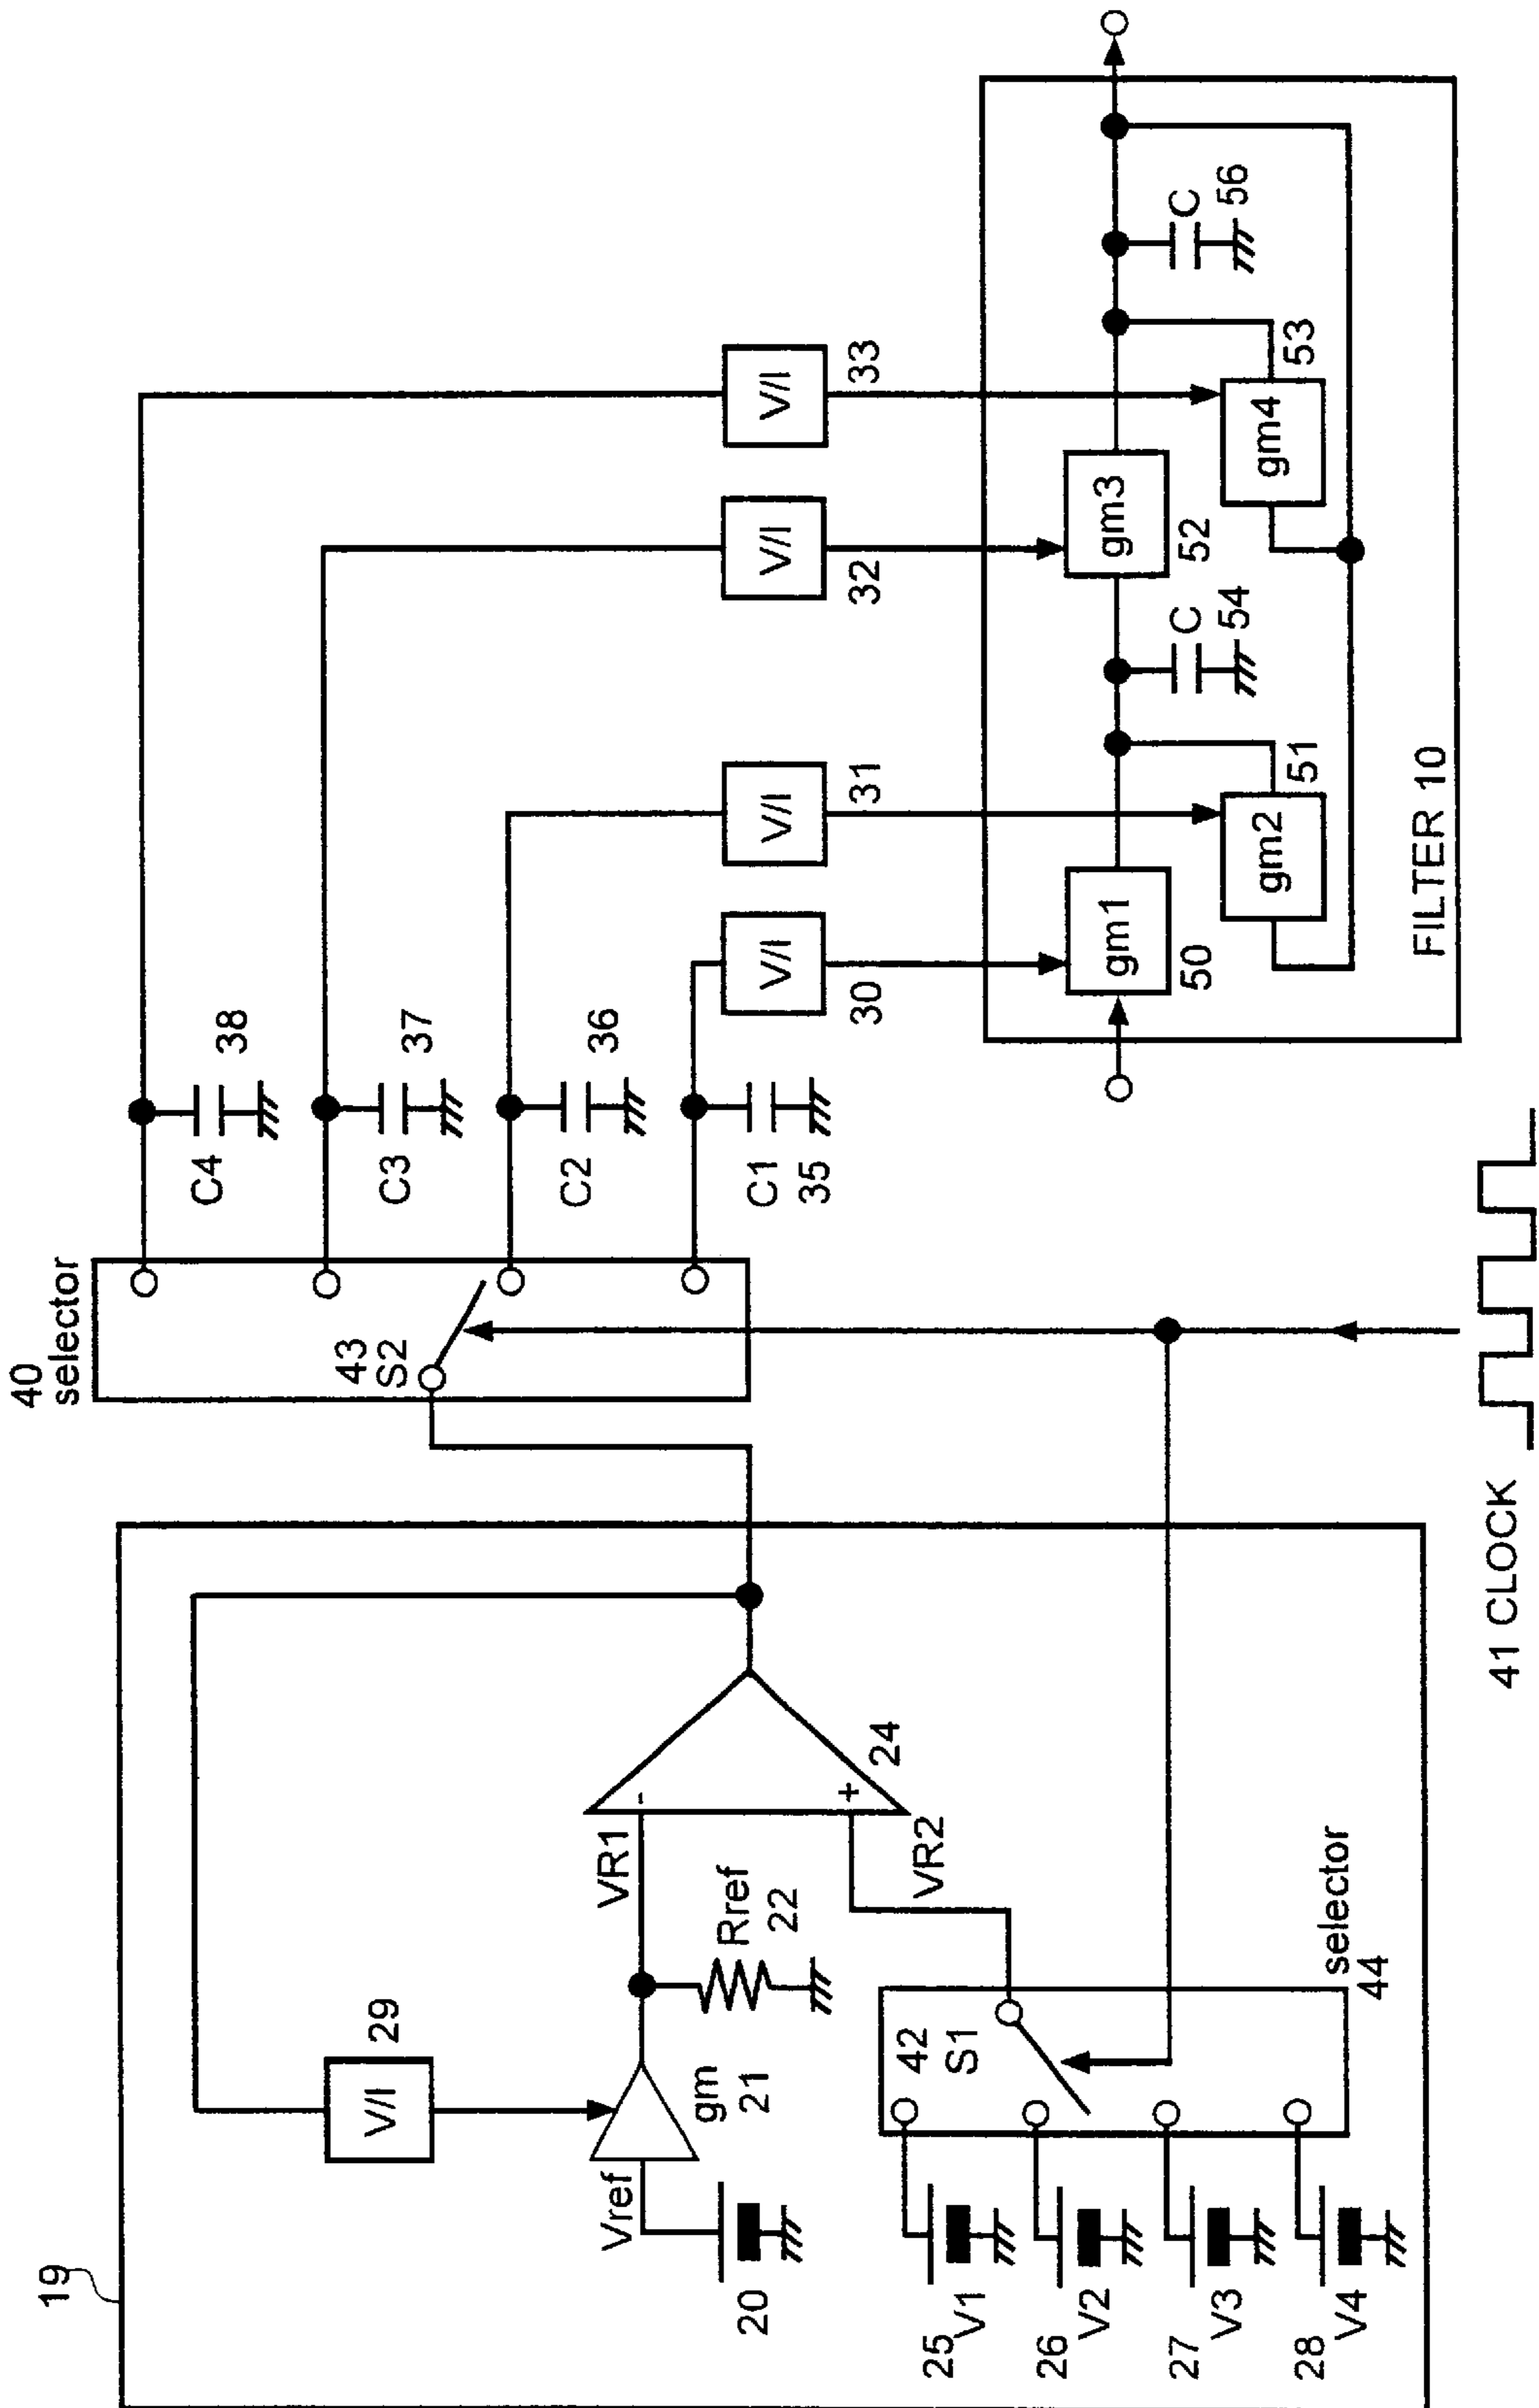 19
V/I
29
Vref
20
gm
21
VR1
Rref
22
-
+
24
VR2
25
V1
26
V2
27
V3
28
V4
42
S1
selector
44
40
selector
43
S2
41 CLOCK
C4
38
C3
37
C2
36
C1
35
V/I
30
V/I
31
V/I
32
V/I
33
gm1
50
gm2
51
C
54
gm3
52
gm4
53
C
56
FILTER 10